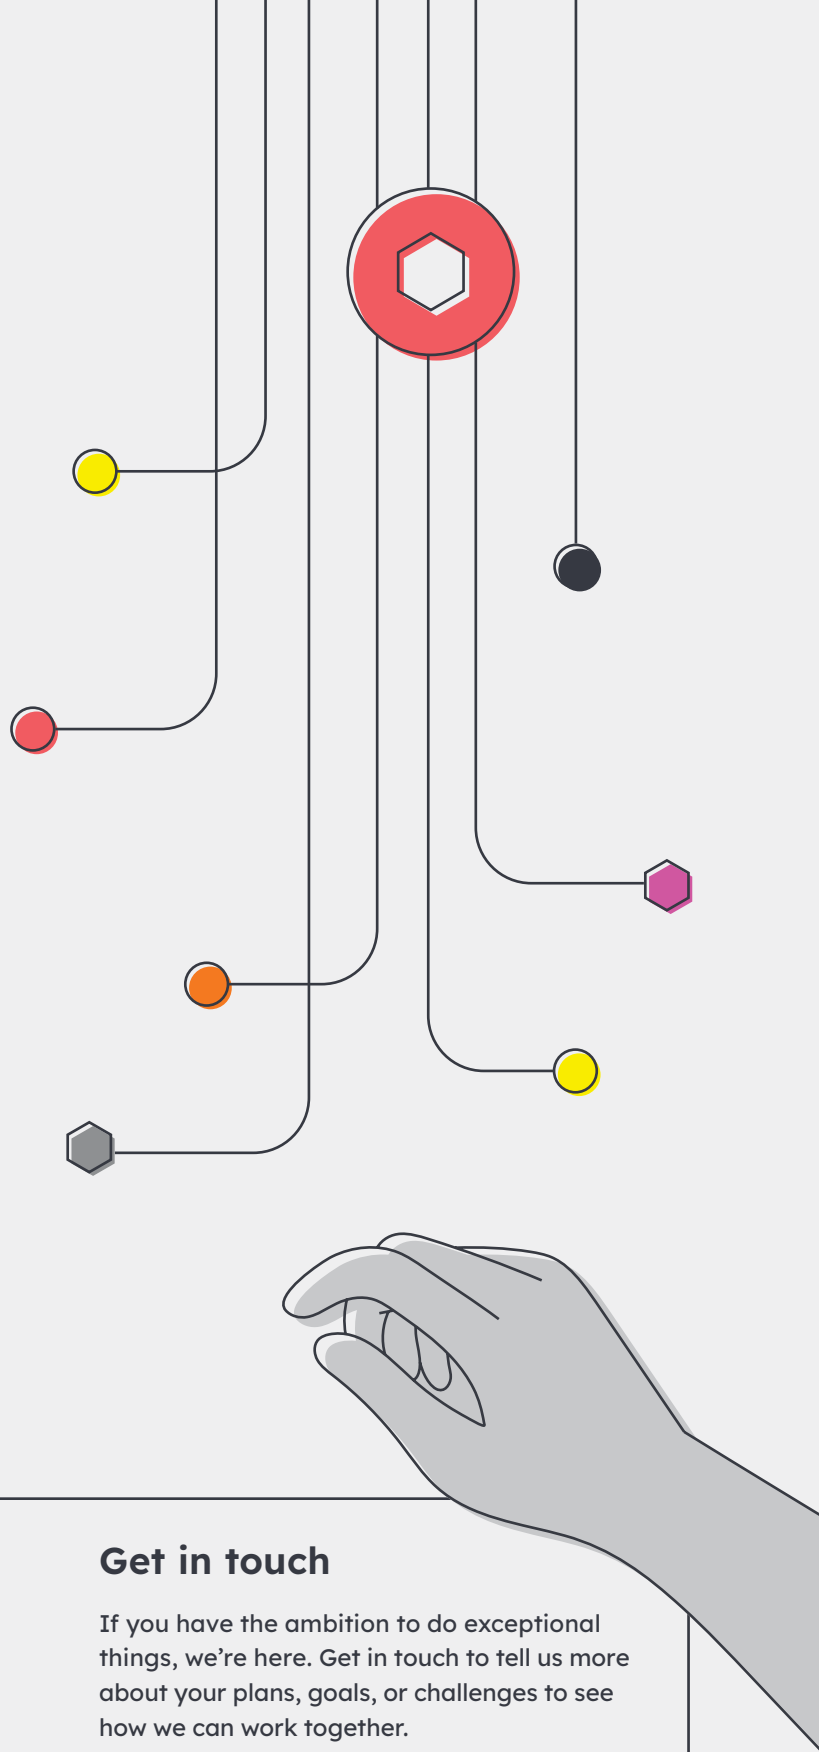 Get in touch
If you have the ambition to do exceptional
things, we’re here. Get in touch to tell us more
about your plans, goals, or challenges to see
how we can work together.